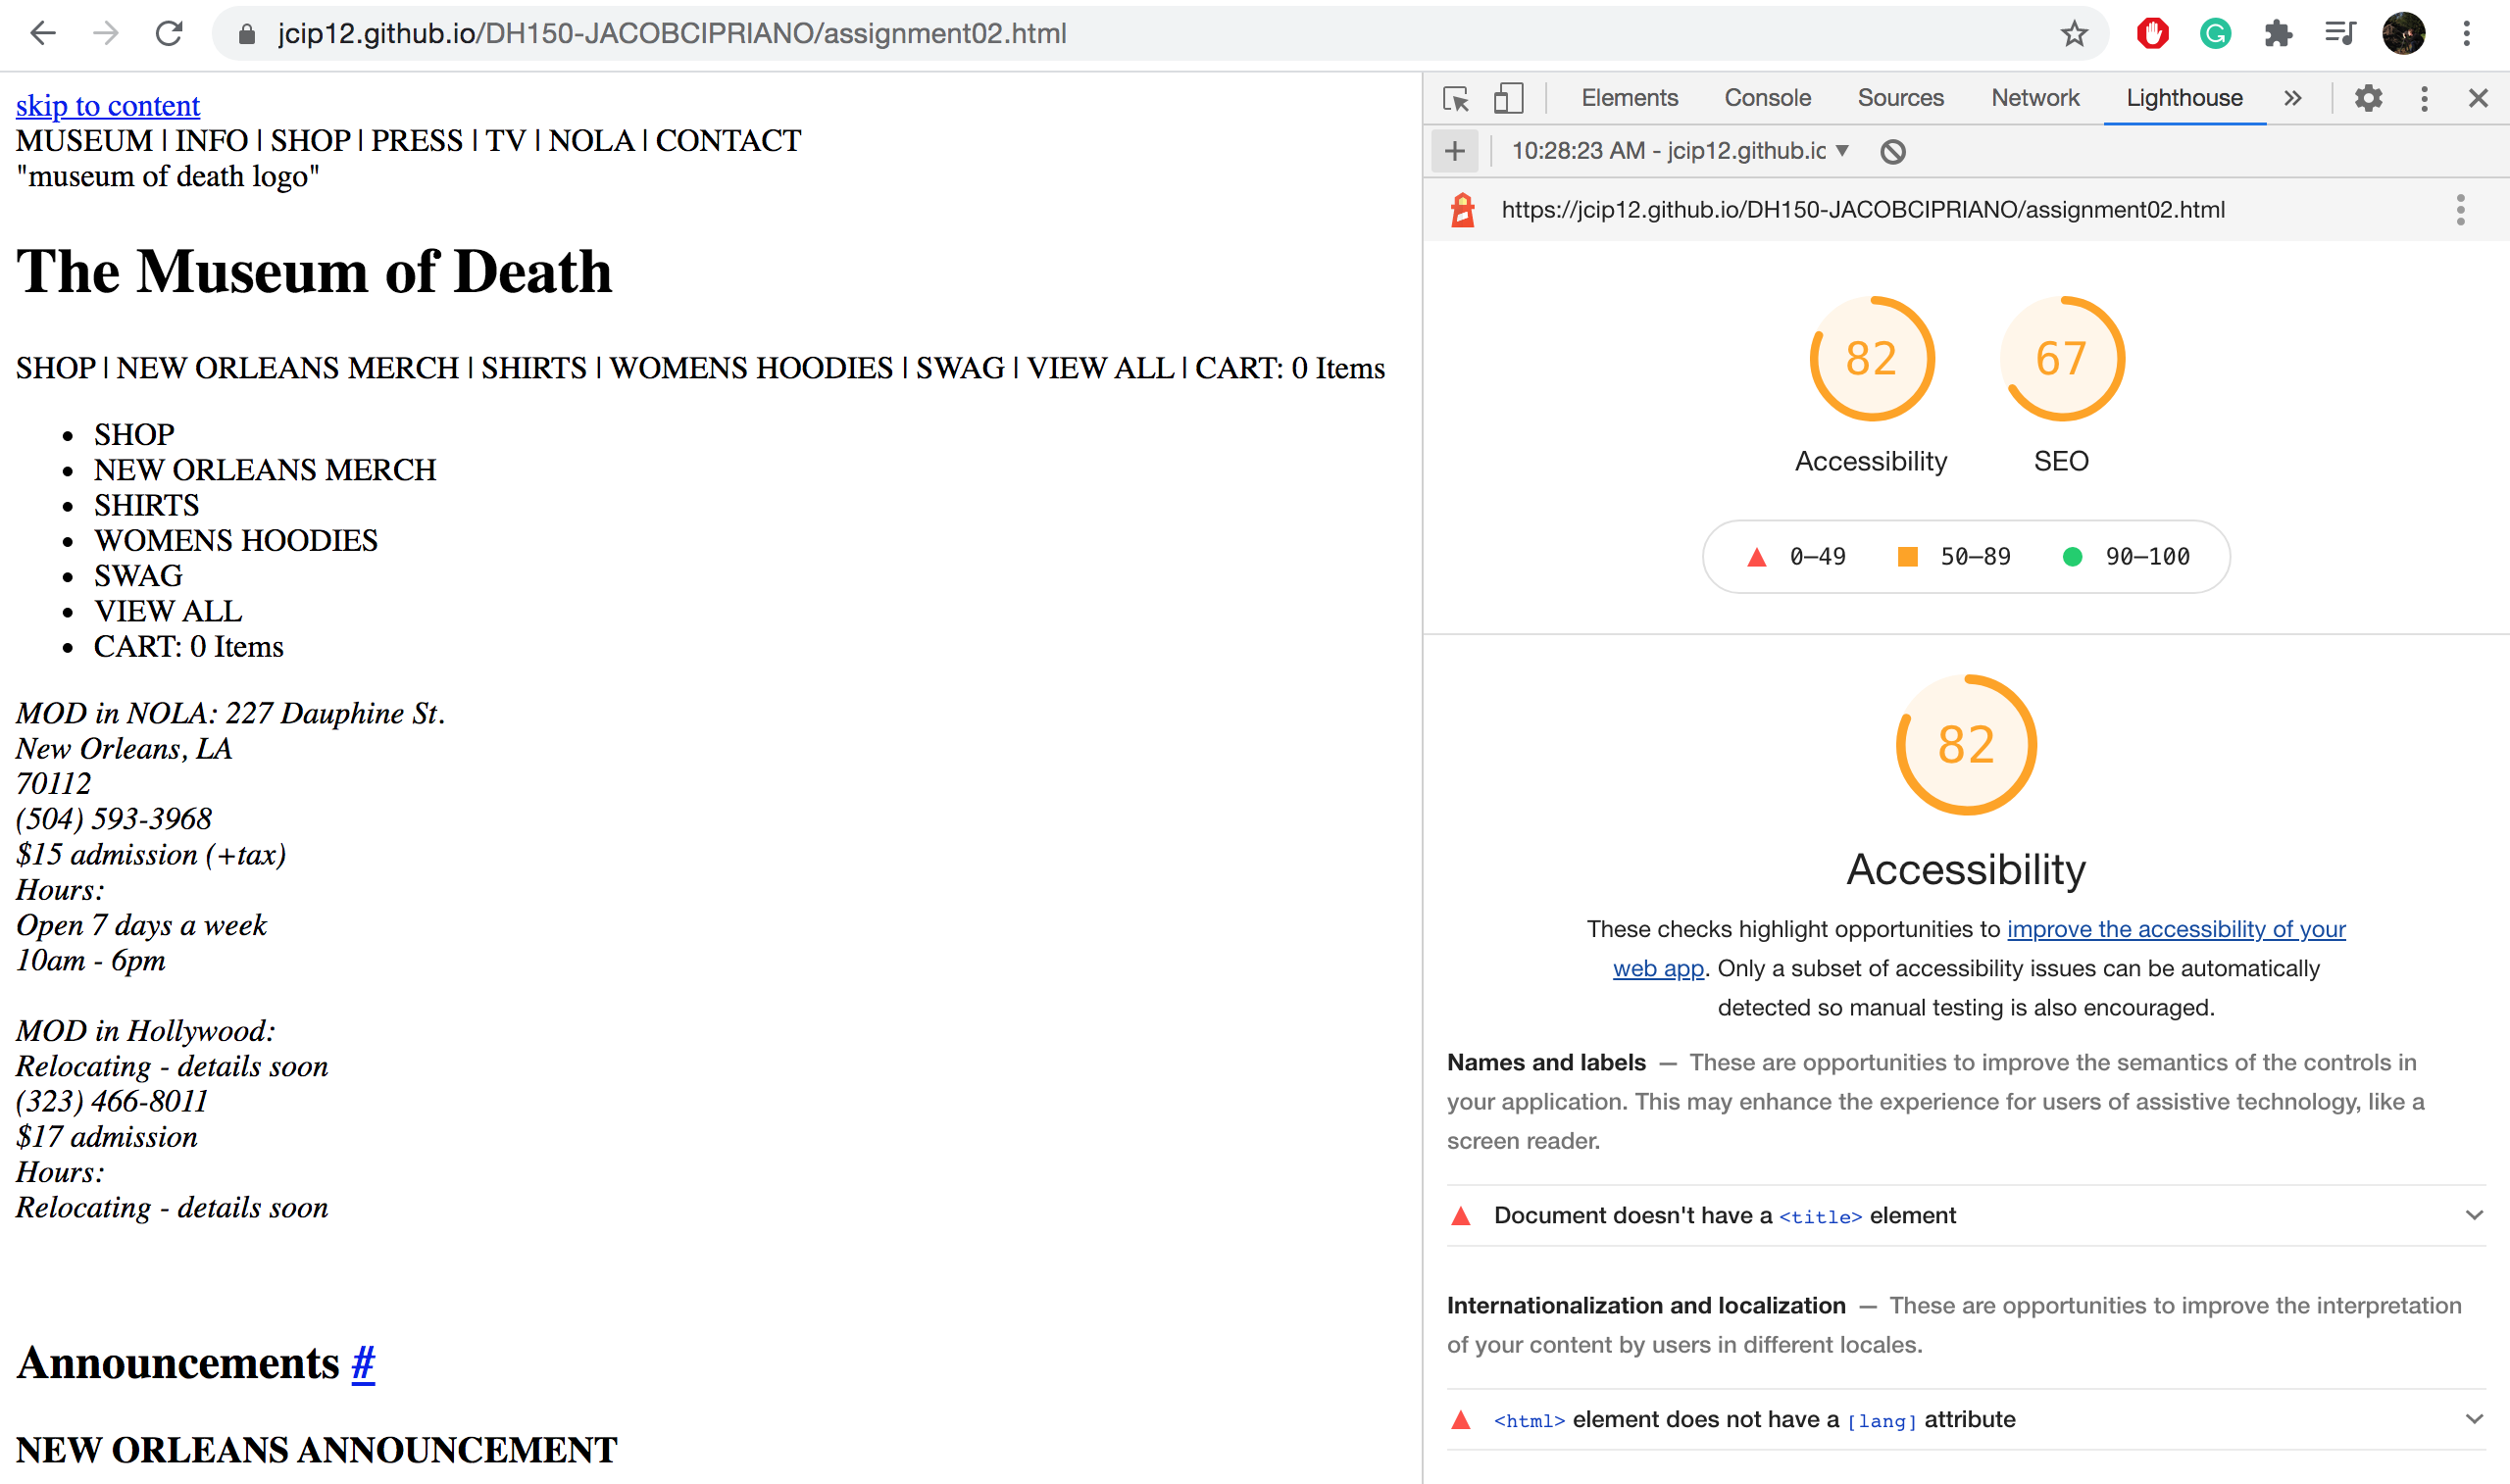 jcip12.github.io/DH150-JACOBCIPRIANO/assignment02.html
skip to content
MUSEUM | INFO | SHOP | PRESS | TV | NOLA | CONTACT
"museum of death logo"
The Museum of Death
SHOP | NEW ORLEANS MERCH | SHIRTS | WOMENS HOODIES | SWAG | VIEW ALL | CART: 0 Items
• SHOP
• NEW ORLEANS MERCH
• SHIRTS
• WOMENS HOODIES
• SWAG
• VIEW ALL
• CART: 0 Items
MOD in NOLA: 227 Dauphine St.
New Orleans, LA
70112
(504) 593-3968
$15 admission (+tax)
Hours:
Open 7 days a week
10am - 6pm
MOD in Hollywood:
Relocating - details soon
(323) 466-8011
$17 admission
Hours:
Relocating - details soon
Announcements #
NEW ORLEANS ANNOUNCEMENT
Elements Console Sources Network Lighthouse »
10:28:23 AM - jcip12.github.ic
https://jcip12.github.io/DH150-JACOBCIPRIANO/assignment02.html
82 67
Accessibility SEO
0–49 50–89 90–100
82
Accessibility
These checks highlight opportunities to improve the accessibility of your
web app. Only a subset of accessibility issues can be automatically
detected so manual testing is also encouraged.
Names and labels — These are opportunities to improve the semantics of the controls in
your application. This may enhance the experience for users of assistive technology, like a
screen reader.
Document doesn't have a <title> element
Internationalization and localization — These are opportunities to improve the interpretation
of your content by users in different locales.
<html> element does not have a [lang] attribute